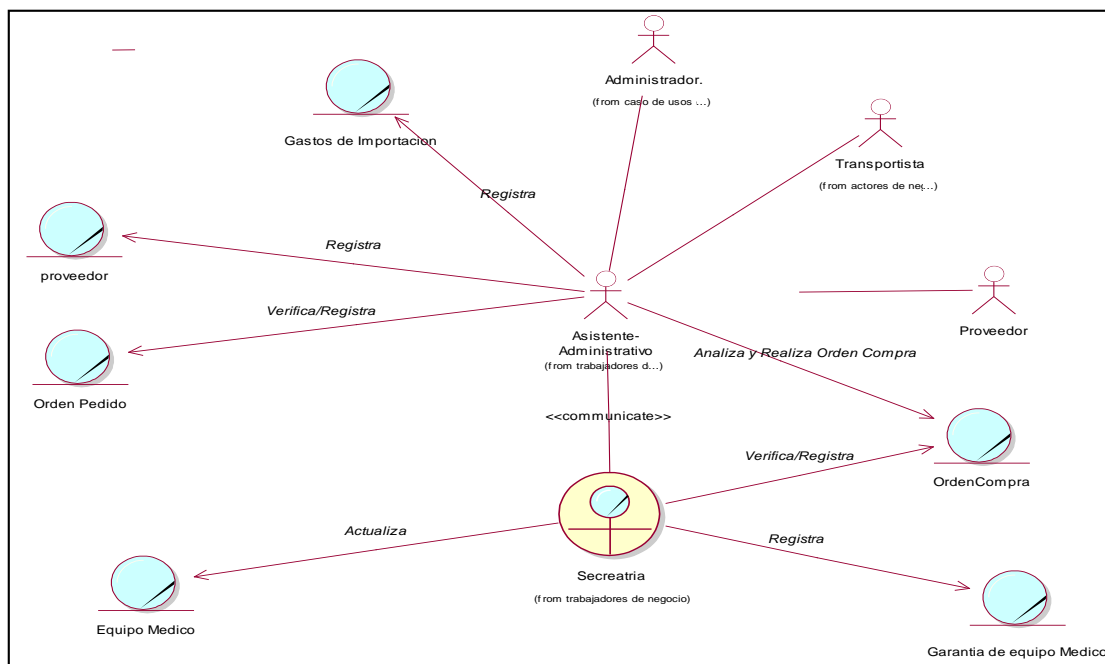 Administrador.
(from caso de usos ...)
Gastos de Importacion
Transportista
(from actores de neg...)
Registra
proveedor
Registra
Verifica/Registra
Asistente-
Administrativo
(from trabajadores d...)
Proveedor
Analiza y Realiza Orden Compra
Orden Pedido
<<communicate>>
Verifica/Registra
OrdenCompra
Actualiza
Registra
Secreatria
(from trabajadores de negocio)
Equipo Medico
Garantia de equipo Medico